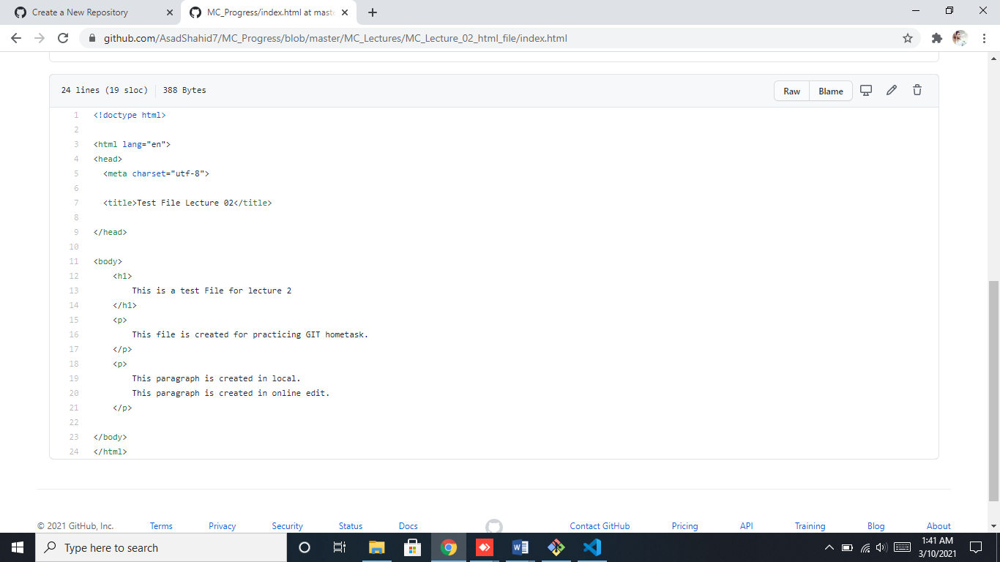 Create a New Repository
MC_Progress/index.html at maste
github.com/AsadShahid7/MC_Progress/blob/master/MC_Lectures/MC_Lecture_02_html_file/index.html
24 lines (19 sloc) 388 Bytes
Raw Blame
1 <!doctype html>
2
3 <html lang="en">
4 <head>
5 <meta charset="utf-8">
6
7 <title>Test File Lecture 02</title>
8
9 </head>
10
11 <body>
12 <h1>
13 This is a test File for lecture 2
14 </h1>
15 <p>
16 This file is created for practicing GIT hometask.
17 </p>
18 <p>
19 This paragraph is created in local.
20 This paragraph is created in online edit.
21 </p>
22
23 </body>
24 </html>
© 2021 GitHub, Inc. Terms Privacy Security Status Docs Contact GitHub Pricing API Training Blog About
Type here to search
1:41 AM
3/10/2021